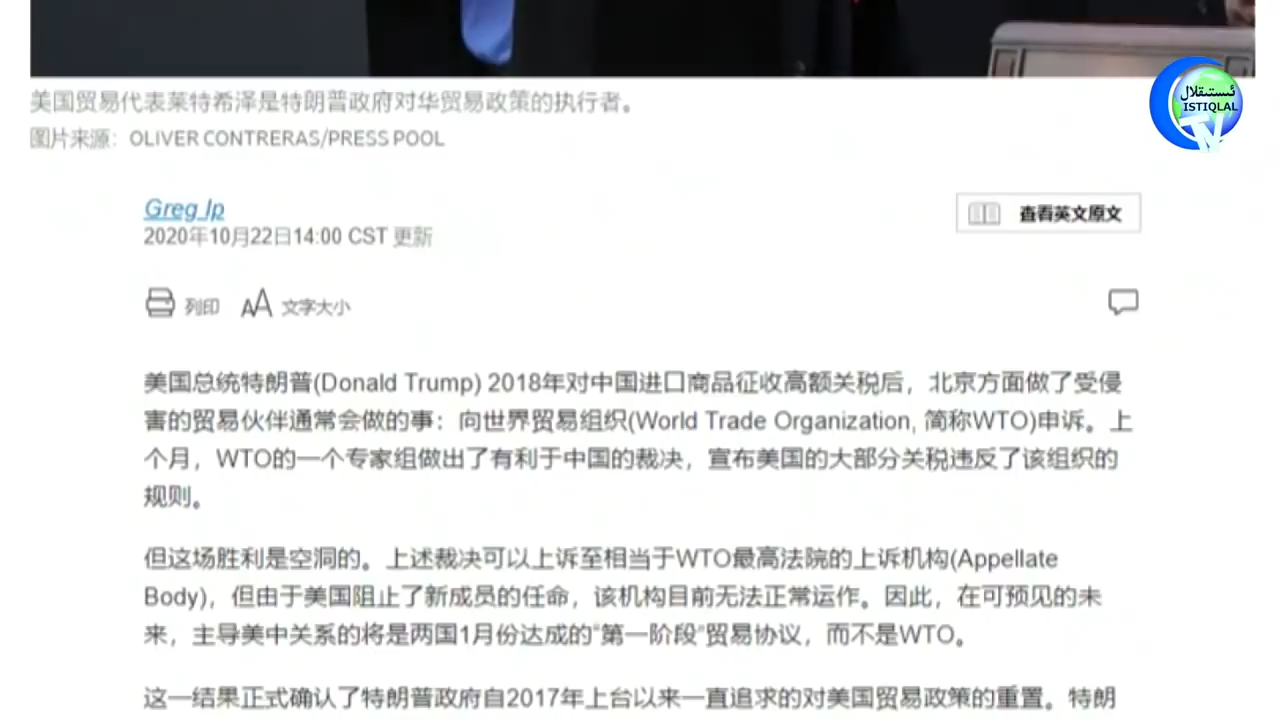 美国贸易代表莱特希泽是特朗普政府对华贸易政策的执行者。
图片来源：OLIVER CONTRERAS/PRESS POOL
ئىستىقلال
ISTIQLAL
TV
Greg Ip
查看英文原文
2020年10月22日14:00 CST 更新
列印 AA 文字大小
美国总统特朗普(Donald Trump) 2018年对中国进口商品征收高额关税后，北京方面做了受侵
害的贸易伙伴通常会做的事：向世界贸易组织(World Trade Organization, 简称WTO)申诉。上
个月，WTO的一个专家组做出了有利于中国的裁决，宣布美国的大部分关税违反了该组织的
规则。
但这场胜利是空洞的。上述裁决可以上诉至相当于WTO最高法院的上诉机构(Appellate
Body)，但由于美国阻止了新成员的任命，该机构目前无法正常运作。因此，在可预见的未
来，主导美中关系的将是两国1月份达成的“第一阶段”贸易协议，而不是WTO。
这一结果正式确认了特朗普政府自2017年上台以来一直追求的对美国贸易政策的重置。特朗